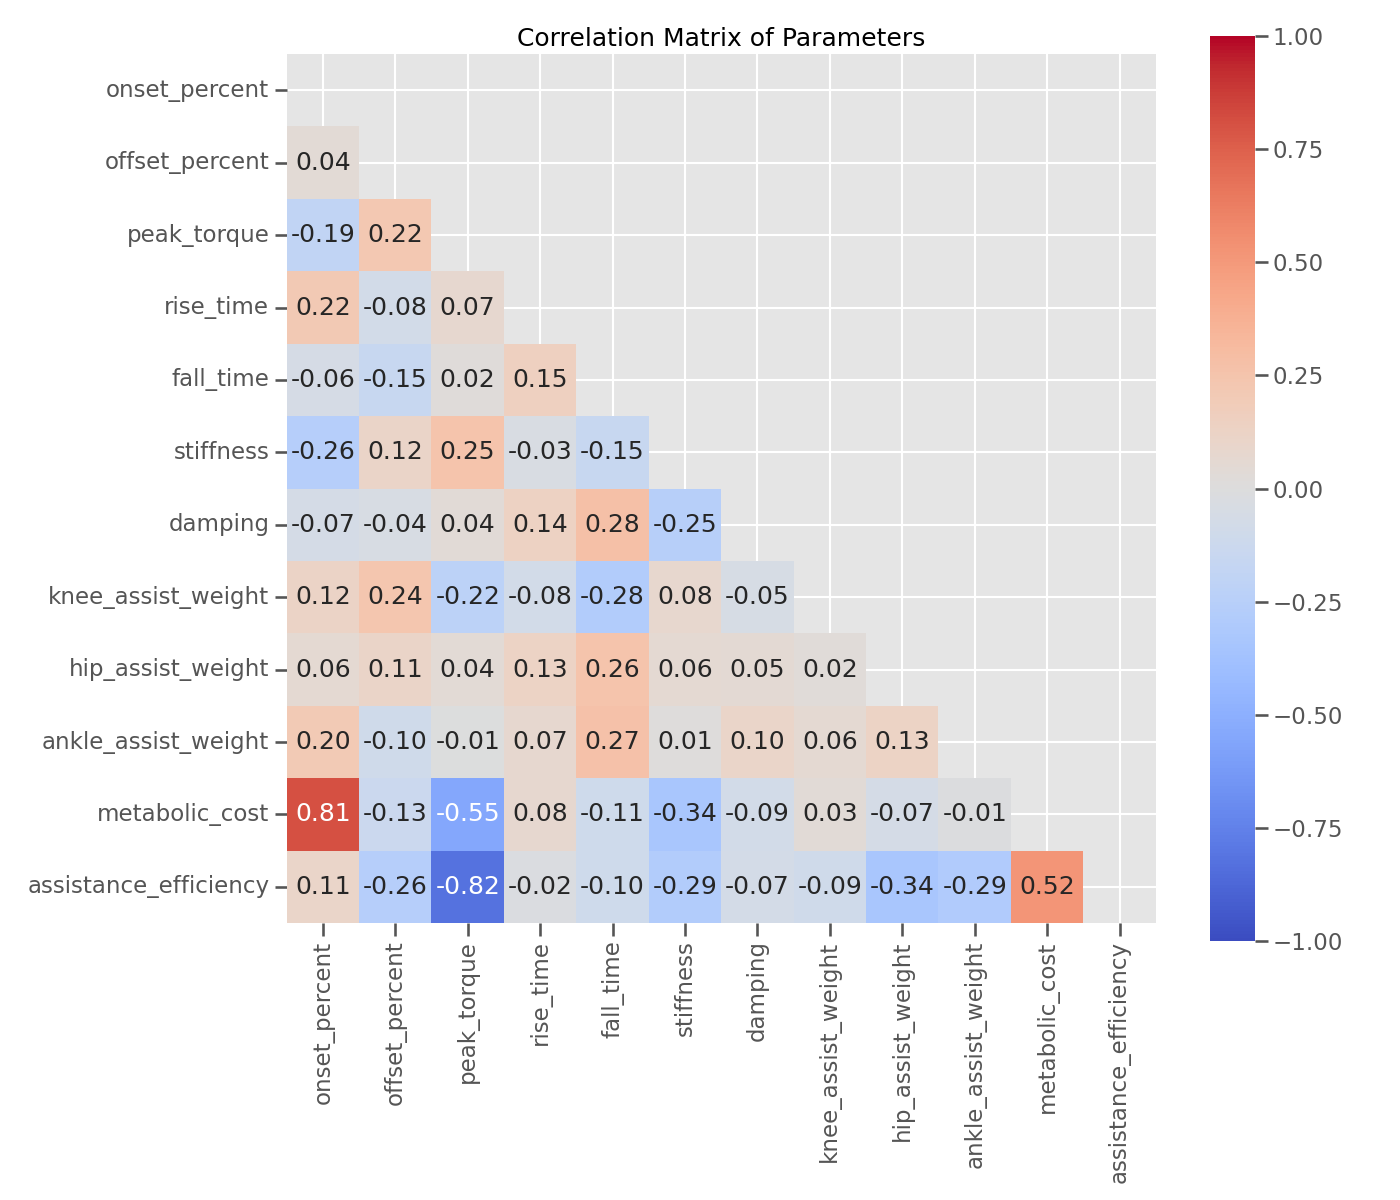 Correlation Matrix of Parameters
onset_percent
offset_percent 0.04
peak_torque -0.19 0.22
rise_time 0.22 -0.08 0.07
fall_time -0.06 -0.15 0.02 0.15
stiffness -0.26 0.12 0.25 -0.03 -0.15
damping -0.07 -0.04 0.04 0.14 0.28 -0.25
knee_assist_weight 0.12 0.24 -0.22 -0.08 -0.28 0.08 -0.05
hip_assist_weight 0.06 0.11 0.04 0.13 0.26 0.06 0.05 0.02
ankle_assist_weight 0.20 -0.10 -0.01 0.07 0.27 0.01 0.10 0.06 0.13
metabolic_cost 0.81 -0.13 -0.55 0.08 -0.11 -0.34 -0.09 0.03 -0.07 -0.01
assistance_efficiency 0.11 -0.26 -0.82 -0.02 -0.10 -0.29 -0.07 -0.09 -0.34 -0.29 0.52
onset_percent
offset_percent
peak_torque
rise_time
fall_time
stiffness
damping
knee_assist_weight
hip_assist_weight
ankle_assist_weight
metabolic_cost
assistance_efficiency
1.00
0.75
0.50
0.25
0.00
−0.25
−0.50
−0.75
−1.00